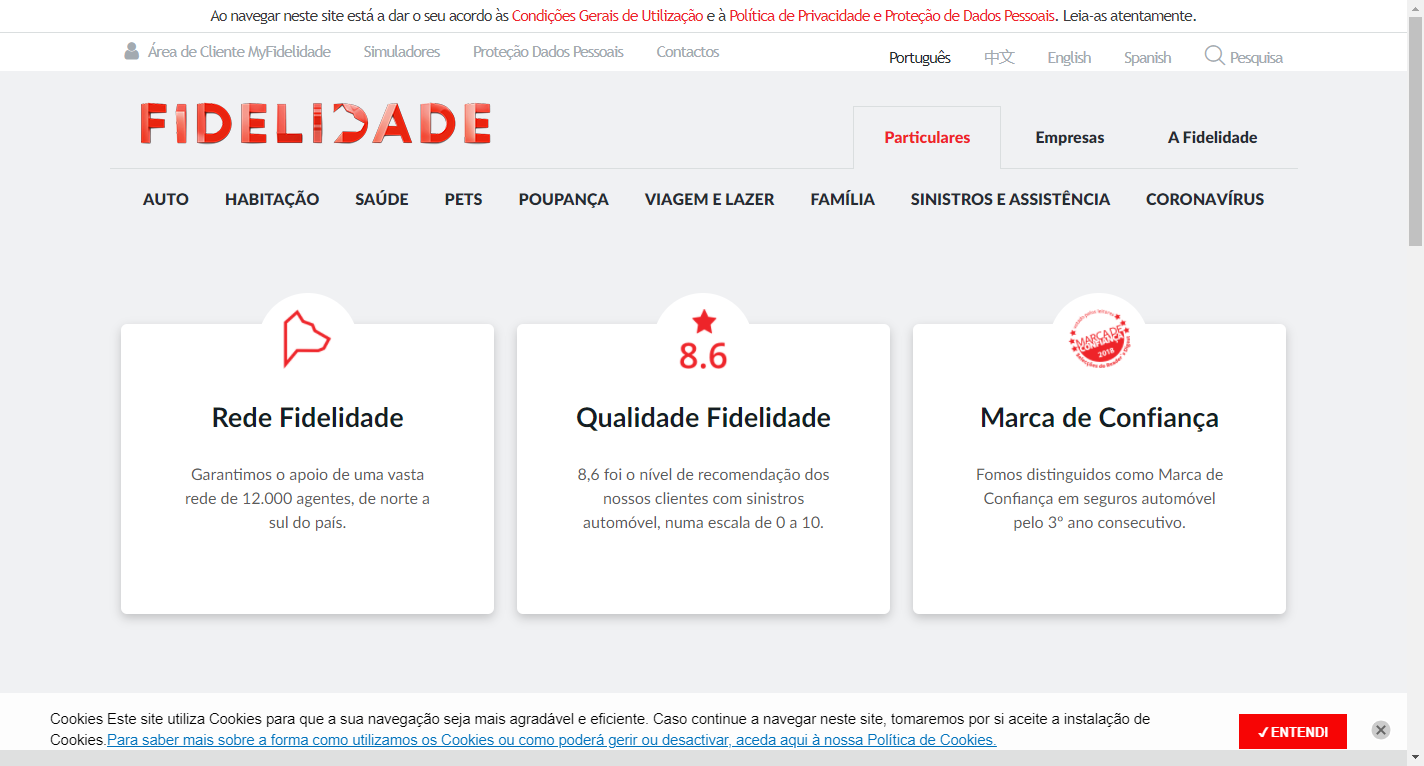 Ao navegar neste site está a dar o seu acordo às Condições Gerais de Utilização e à Política de Privacidade e Proteção de Dados Pessoais. Leia-as atentamente.
Área de Cliente MyFidelidade Simuladores Proteção Dados Pessoais Contactos Português 中文 English Spanish Pesquisa
FIDELIDADE
Particulares Empresas A Fidelidade
AUTO HABITAÇÃO SAÚDE PETS POUPANÇA VIAGEM E LAZER FAMÍLIA SINISTROS E ASSISTÊNCIA CORONAVÍRUS
Rede Fidelidade
Garantimos o apoio de uma vasta
rede de 12.000 agentes, de norte a
sul do país.
8.6
Qualidade Fidelidade
8,6 foi o nível de recomendação dos
nossos clientes com sinistros
automóvel, numa escala de 0 a 10.
MARCA DE
CONFIANÇA
2018
Marca de Confiança
Fomos distinguidos como Marca de
Confiança em seguros automóvel
pelo 3º ano consecutivo.
Cookies Este site utiliza Cookies para que a sua navegação seja mais agradável e eficiente. Caso continue a navegar neste site, tomaremos por si aceite a instalação de
Cookies.Para saber mais sobre a forma como utilizamos os Cookies ou como poderá gerir ou desactivar, aceda aqui à nossa Política de Cookies.
✓ENTENDI